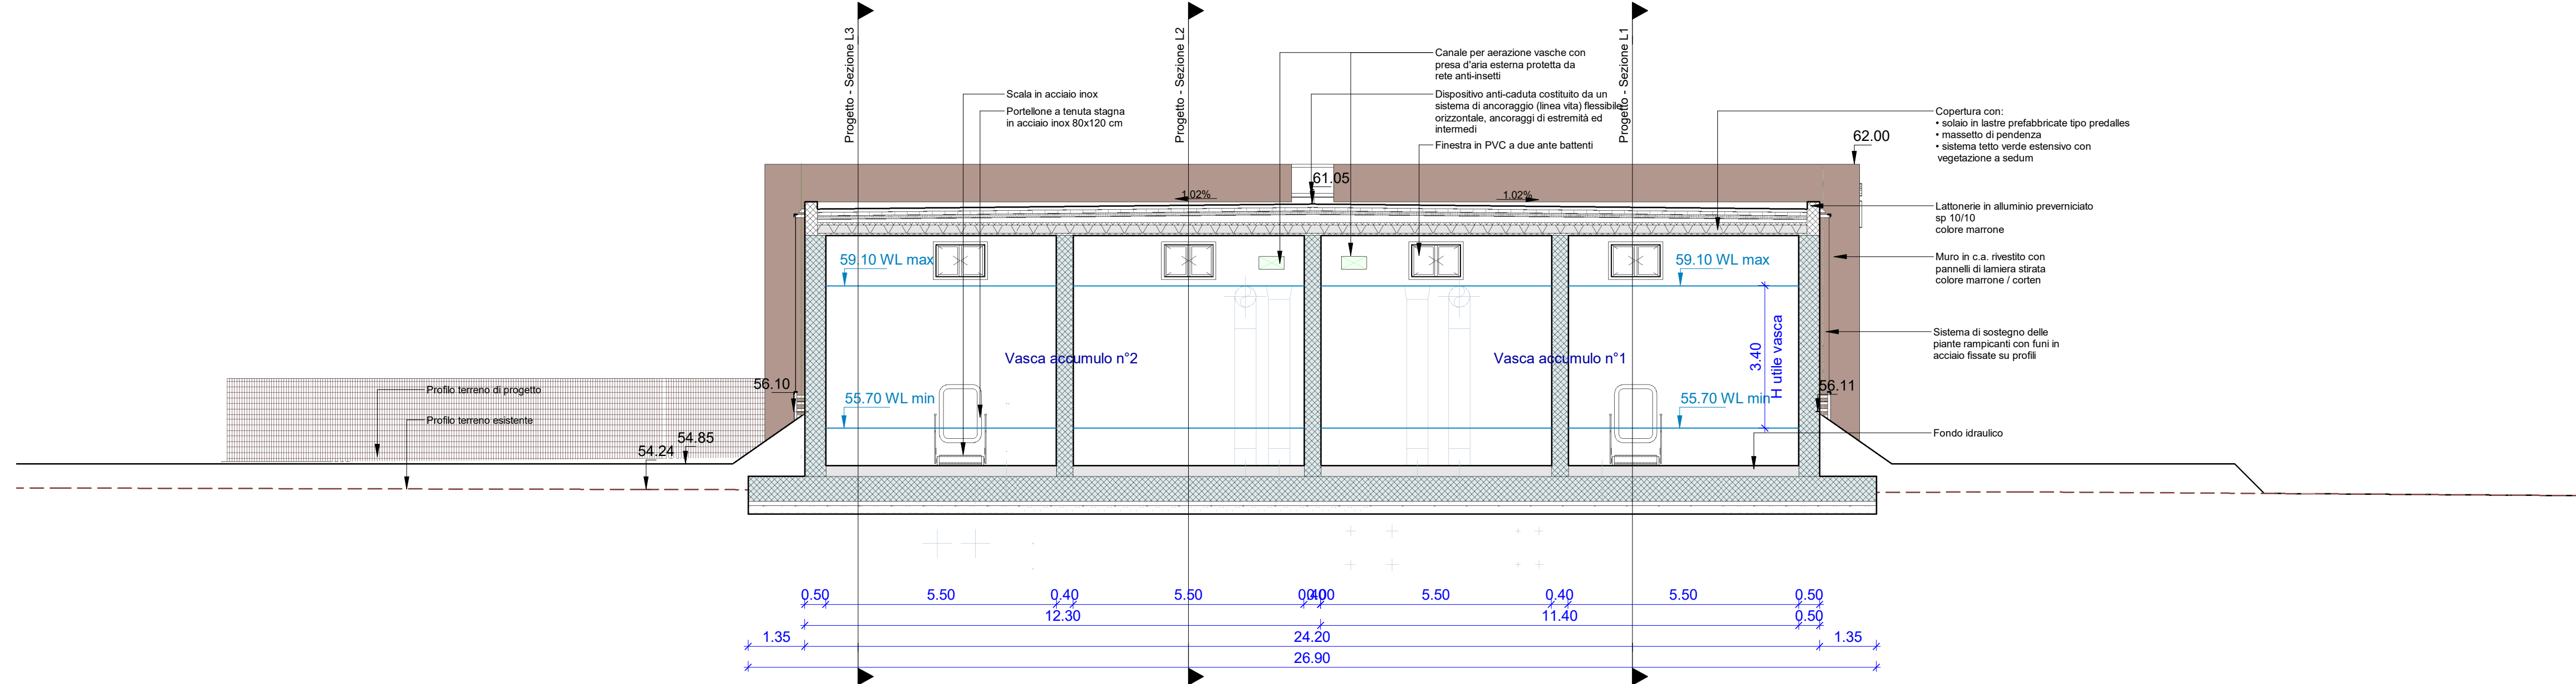 Progetto - Sezione L3
Progetto - Sezione L2
Progetto - Sezione L1
Canale per aerazione vasche con
presa d'aria esterna protetta da
rete anti-insetti
Scala in acciaio inox
Portellone a tenuta stagna
in acciaio inox 80x120 cm
Dispositivo anti-caduta costituito da un
sistema di ancoraggio (linea vita) flessibile
orizzontale, ancoraggi di estremità ed
intermedi
Finestra in PVC a due ante battenti
Copertura con:
• solaio in lastre prefabbricate tipo predalles
• massetto di pendenza
• sistema tetto verde estensivo con
vegetazione a sedum
62.00
61.05
1.02%
1.02%
Lattonerie in alluminio preverniciato
sp 10/10
colore marrone
59.10 WL max
59.10 WL max
Muro in c.a. rivestito con
pannelli di lamiera stirata
colore marrone / corten
Sistema di sostegno delle
piante rampicanti con funi in
acciaio fissate su profili
Vasca accumulo n°2
Vasca accumulo n°1
3.40
H utile vasca
56.10
56.11
Profilo terreno di progetto
55.70 WL min
55.70 WL min
Profilo terreno esistente
Fondo idraulico
54.85
54.24
0.50
5.50
0.40
5.50
0.40
5.50
0.40
5.50
0.50
12.30
11.40
0.50
1.35
24.20
1.35
26.90